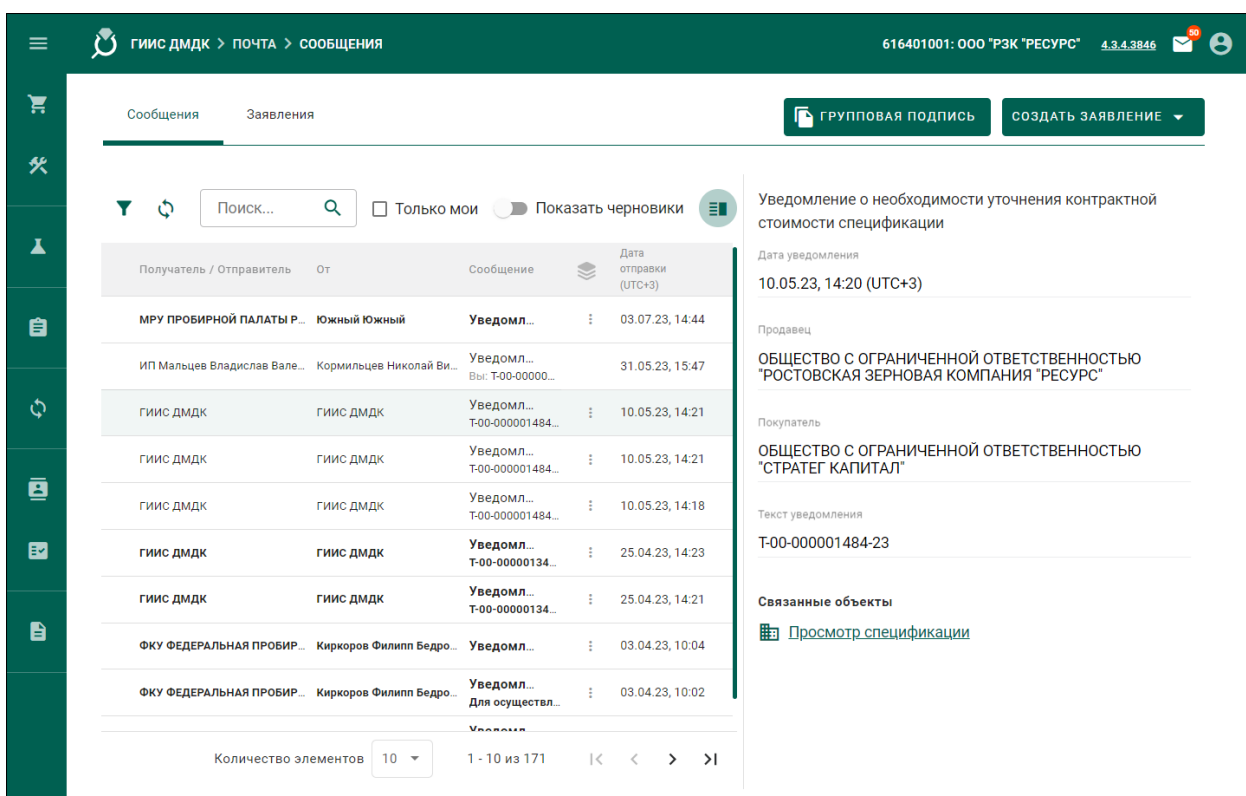 ГИИС ДМДК > ПОЧТА > СООБЩЕНИЯ
616401001: ООО "РЗК "РЕСУРС" 4.3.4.3846 50
Сообщения Заявления
ГРУППОВАЯ ПОДПИСЬ СОЗДАТЬ ЗАЯВЛЕНИЕ
Поиск... Только мои Показать черновики
Получатель / Отправитель От Сообщение Дата отправки (UTC+3)
МРУ ПРОБИРНОЙ ПАЛАТЫ Р... Южный Южный Уведомл... 03.07.23, 14:44
ИП Мальцев Владислав Вале... Кормильцев Николай Ви... Уведомл... 31.05.23, 15:47
Вы: Т-00-00000...
ГИИС ДМДК ГИИС ДМДК Уведомл... 10.05.23, 14:21
Т-00-000001484...
ГИИС ДМДК ГИИС ДМДК Уведомл... 10.05.23, 14:21
Т-00-000001484...
ГИИС ДМДК ГИИС ДМДК Уведомл... 10.05.23, 14:18
Т-00-000001484...
ГИИС ДМДК ГИИС ДМДК Уведомл... 25.04.23, 14:23
Т-00-00000134...
ГИИС ДМДК ГИИС ДМДК Уведомл... 25.04.23, 14:21
Т-00-00000134...
ФКУ ФЕДЕРАЛЬНАЯ ПРОБИР... Киркоров Филипп Бедро... Уведомл... 03.04.23, 10:04
ФКУ ФЕДЕРАЛЬНАЯ ПРОБИР... Киркоров Филипп Бедро... Уведомл... 03.04.23, 10:02
Для осуществл...
Уведомл
Количество элементов 10 1 - 10 из 171
Уведомление о необходимости уточнения контрактной
стоимости спецификации
Дата уведомления
10.05.23, 14:20 (UTC+3)
Продавец
ОБЩЕСТВО С ОГРАНИЧЕННОЙ ОТВЕТСТВЕННОСТЬЮ
"РОСТОВСКАЯ ЗЕРНОВАЯ КОМПАНИЯ "РЕСУРС"
Покупатель
ОБЩЕСТВО С ОГРАНИЧЕННОЙ ОТВЕТСТВЕННОСТЬЮ
"СТРАТЕГ КАПИТАЛ"
Текст уведомления
Т-00-000001484-23
Связанные объекты
Просмотр спецификации